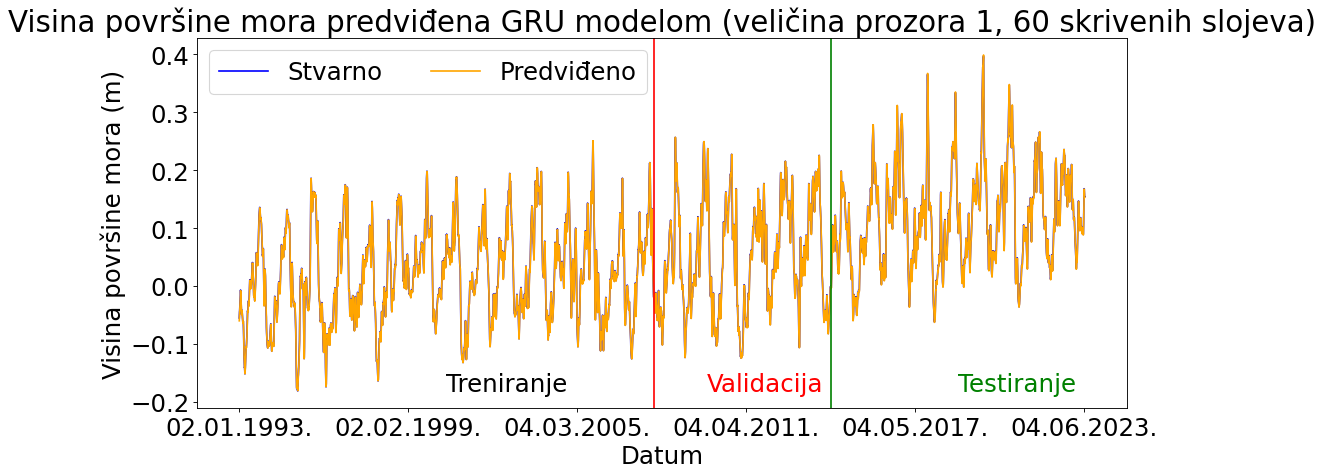 Visina površine mora predviđena GRU modelom (veličina prozora 1, 60 skrivenih slojeva)
Stvarno
Predviđeno
Visina površine mora (m)
0.4
0.3
0.2
0.1
0.0
−0.1
−0.2
Treniranje
Validacija
Testiranje
02.01.1993.
02.02.1999.
04.03.2005.
04.04.2011.
04.05.2017.
04.06.2023.
Datum